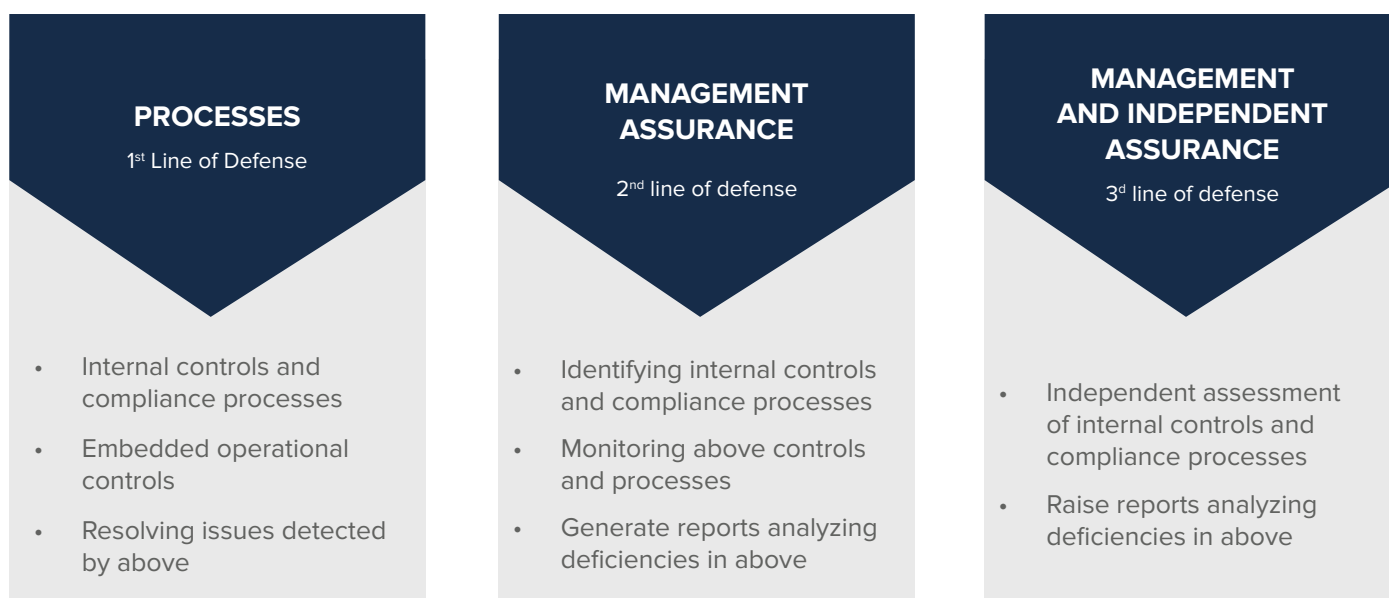 PROCESSES
1st Line of Defense
• Internal controls and
compliance processes
• Embedded operational
controls
• Resolving issues detected
by above
MANAGEMENT
ASSURANCE
2nd line of defense
• Identifying internal controls
and compliance processes
• Monitoring above controls
and processes
• Generate reports analyzing
deficiencies in above
MANAGEMENT
AND INDEPENDENT
ASSURANCE
3d line of defense
• Independent assessment
of internal controls and
compliance processes
• Raise reports analyzing
deficiencies in above